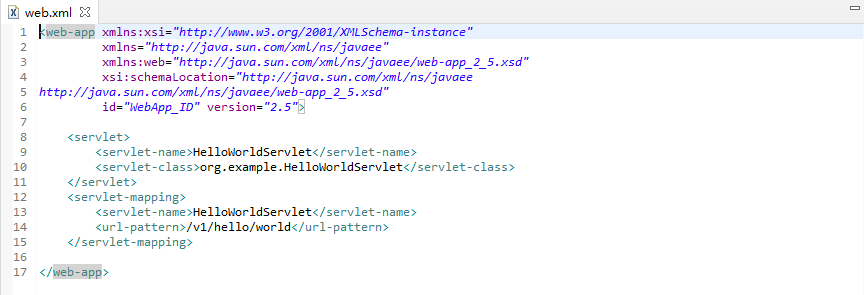 web.xml
1 <web-app xmlns:xsi="http://www.w3.org/2001/XMLSchema-instance"
2 xmlns="http://java.sun.com/xml/ns/javaee"
3 xmlns:web="http://java.sun.com/xml/ns/javaee/web-app_2_5.xsd"
4 xsi:schemaLocation="http://java.sun.com/xml/ns/javaee
5 http://java.sun.com/xml/ns/javaee/web-app_2_5.xsd"
6 id="WebApp_ID" version="2.5">
7
8 <servlet>
9 <servlet-name>HelloWorldServlet</servlet-name>
10 <servlet-class>org.example.HelloWorldServlet</servlet-class>
11 </servlet>
12 <servlet-mapping>
13 <servlet-name>HelloWorldServlet</servlet-name>
14 <url-pattern>/v1/hello/world</url-pattern>
15 </servlet-mapping>
16
17 </web-app>